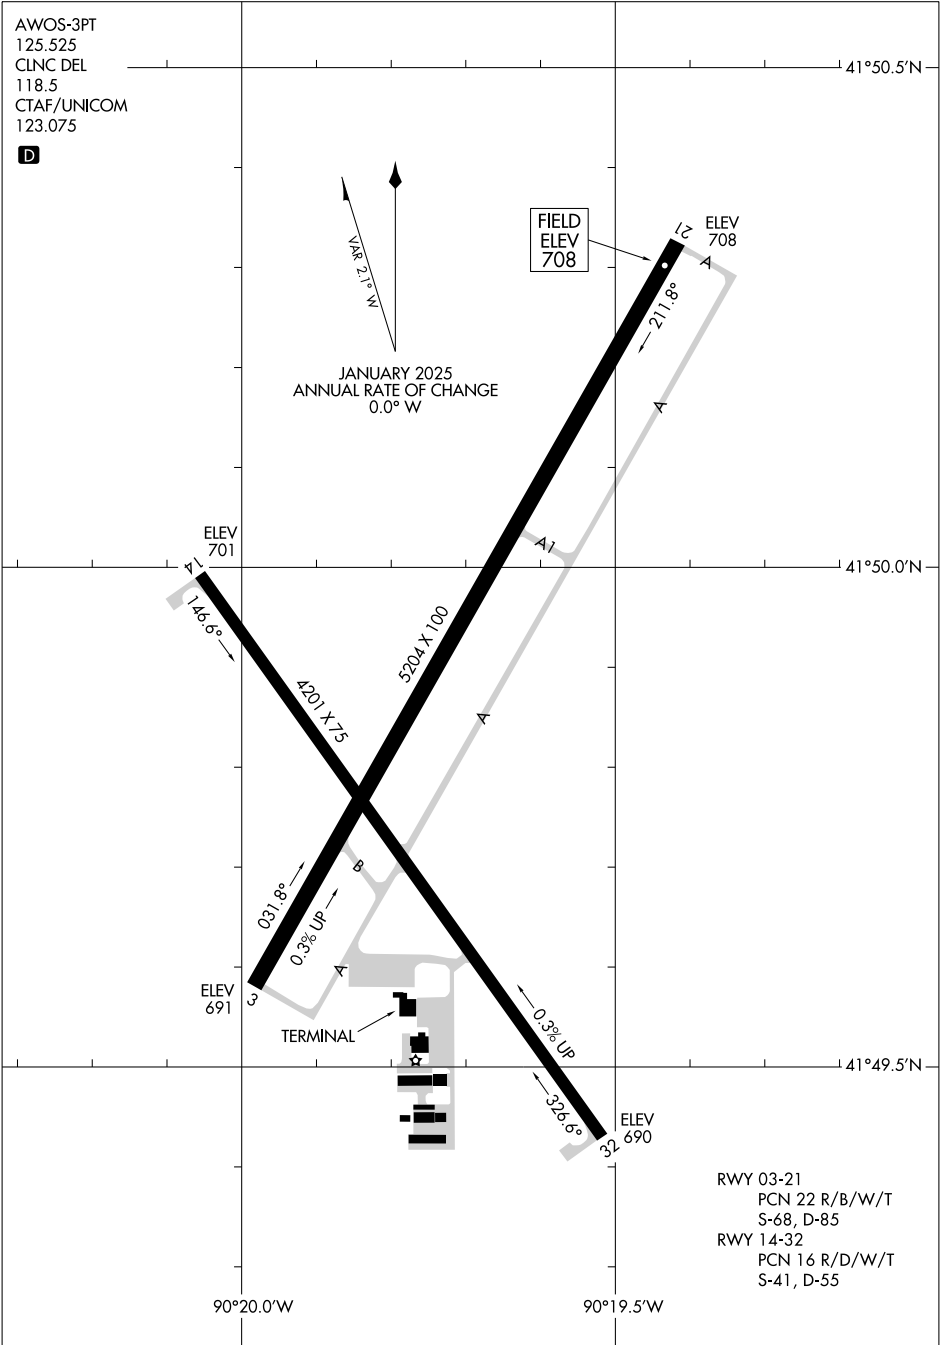 AWOS-3PT
125.525
CLNC DEL
118.5
CTAF/UNICOM
123.075
D
41°50.5'N
VAR 2.1° W
JANUARY 2025
ANNUAL RATE OF CHANGE
0.0° W
FIELD
ELEV
708
21
ELEV
708
A
211.8°
A
A1
ELEV
701
14
146.6°
41°50.0'N
5204 X 100
4201 X 75
A
B
031.8°
0.3% UP
A
ELEV
691
3
TERMINAL
0.3% UP
41°49.5'N
326.6°
ELEV
690
32
RWY 03-21
PCN 22 R/B/W/T
S-68, D-85
RWY 14-32
PCN 16 R/D/W/T
S-41, D-55
90°20.0'W
90°19.5'W